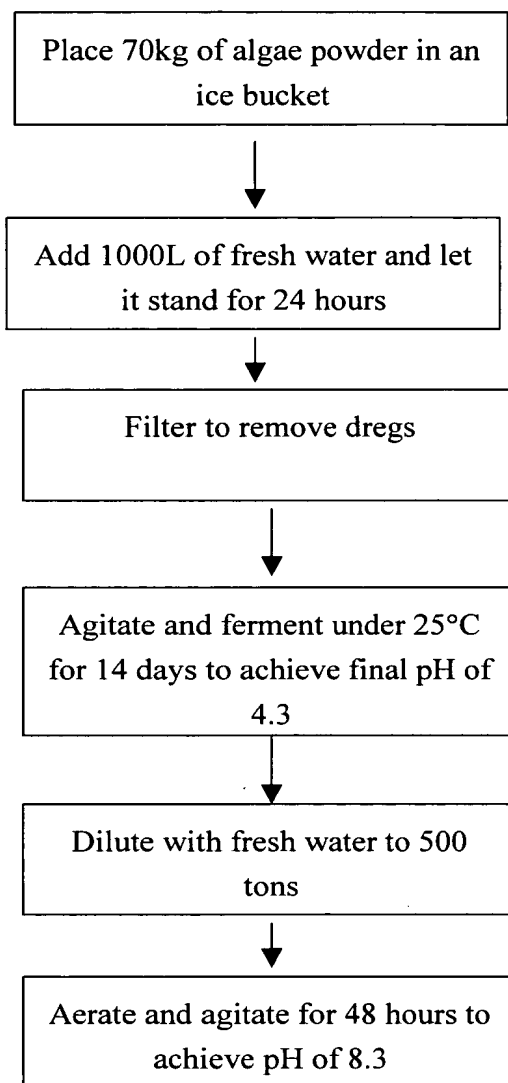 Place 70kg of algae powder in an
ice bucket
Add 1000L of fresh water and let
it stand for 24 hours
Filter to remove dregs
Agitate and ferment under 25°C
for 14 days to achieve final pH of
4.3
Dilute with fresh water to 500
tons
Aerate and agitate for 48 hours to
achieve pH of 8.3